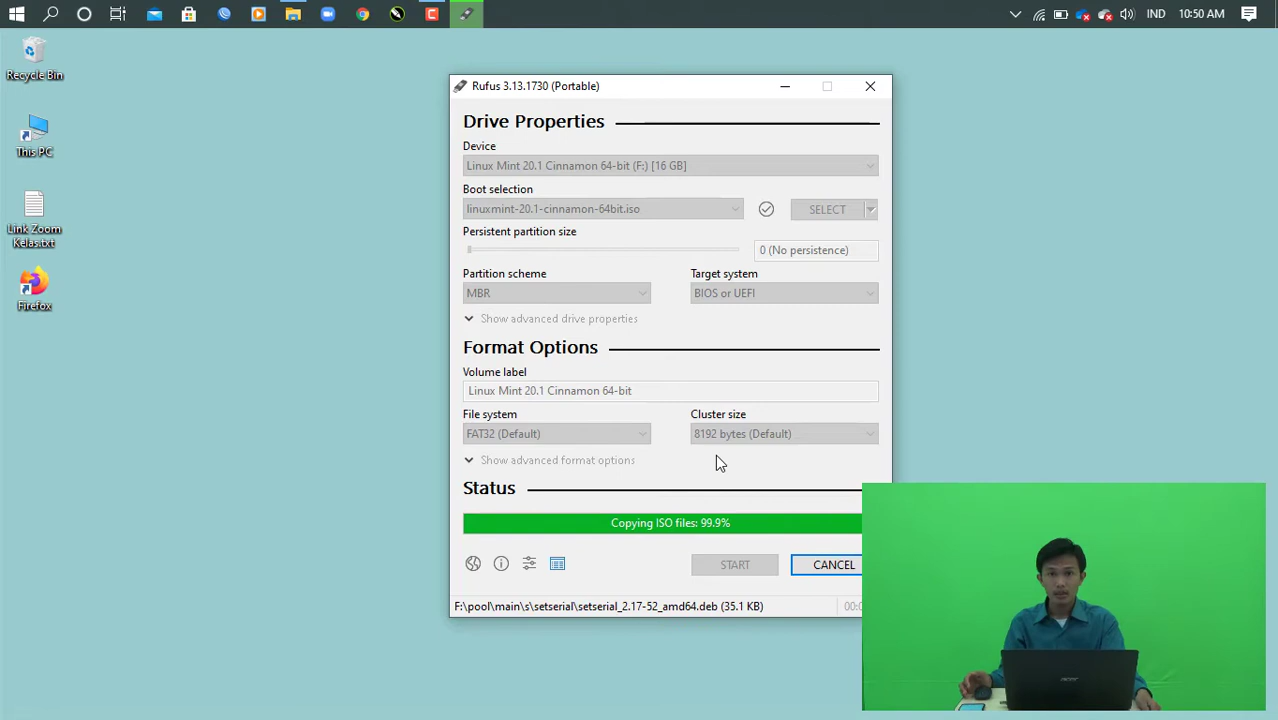 IND
10:50 AM
Recycle Bin
This PC
Link Zoom
Kelas.txt
Firefox
Rufus 3.13.1730 (Portable)
Drive Properties
Device
Linux Mint 20.1 Cinnamon 64-bit (F:) [16 GB]
Boot selection
linuxmint-20.1-cinnamon-64bit.iso
SELECT
Persistent partition size
0 (No persistence)
Partition scheme
Target system
MBR
BIOS or UEFI
Show advanced drive properties
Format Options
Volume label
Linux Mint 20.1 Cinnamon 64-bit
File system
Cluster size
FAT32 (Default)
8192 bytes (Default)
Show advanced format options
Status
Copying ISO files: 99.9%
START
CANCEL
F:\pool\main\s\setserial\setserial_2.17-52_amd64.deb (35.1 KB)
acer